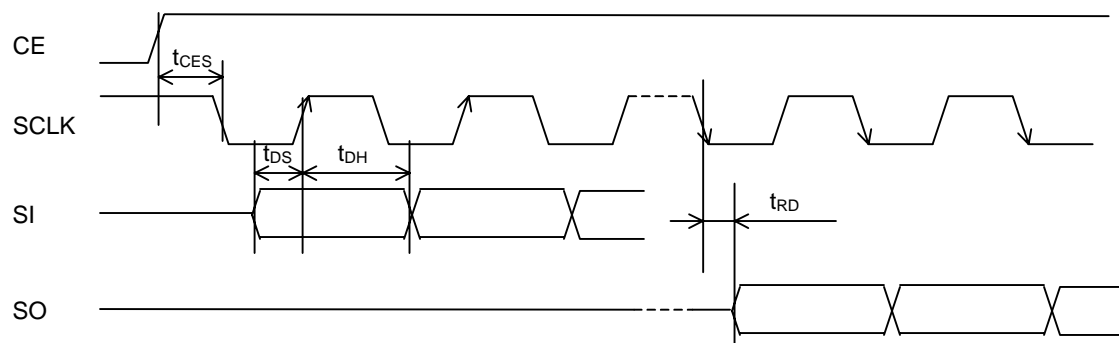 CE
tCES
SCLK
tDS
tDH
SI
tRD
SO